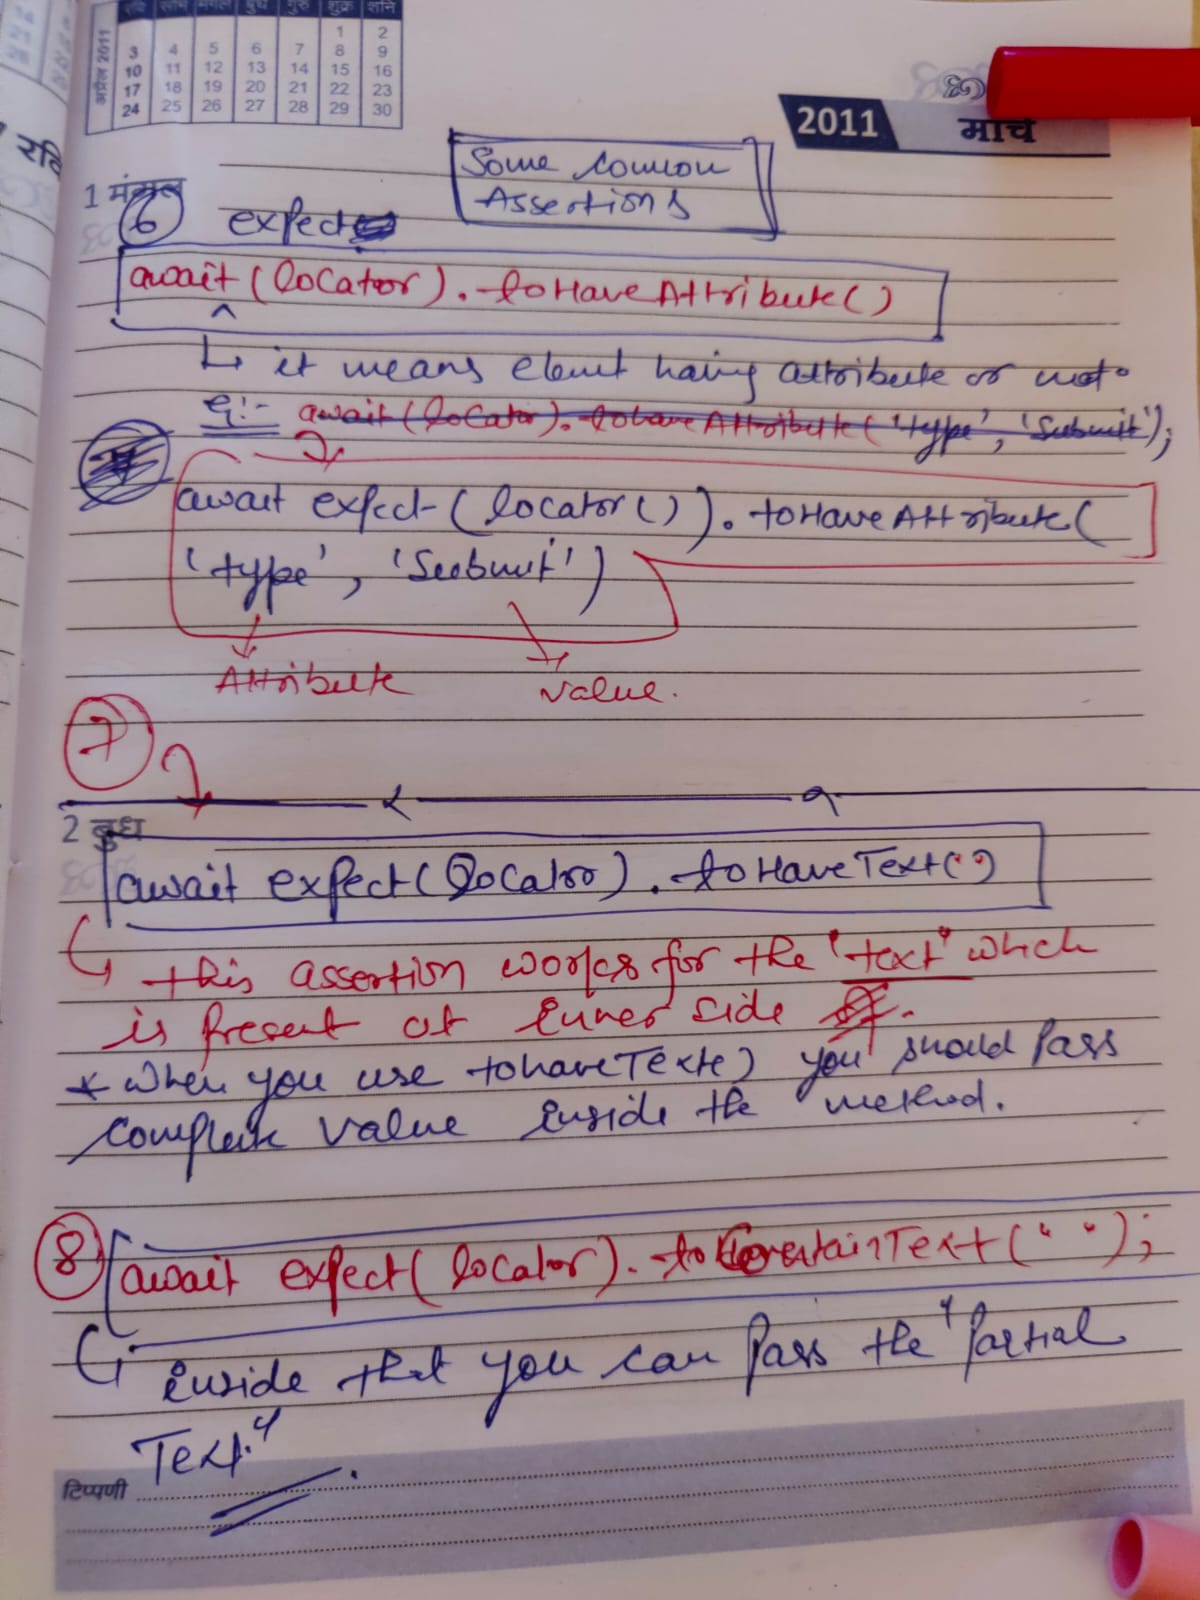 अप्रैल 2011
रवि सोम मंगल बुध गुरु शुक्र शनि
1 2
3 4 5 6 7 8 9
10 11 12 13 14 15 16
17 18 19 20 21 22 23
24 25 26 27 28 29 30
2011 मार्च
रवि
Some common
Assertions
1 मंगल
6 expect
await (locator). toHaveAttribute()
it means elemt having attribute or not.
eg:- await (locator). tohaveAttribute('type', 'Submit');
await expect (locator()). toHaveAttribute(
'type', 'Submit')
Attribute value.
7
2 बुध
await expect (locator). toHaveText('')
this assertion works for the "text" which
is present at inner side
* when you use tohaveText() you should pass
complete value inside the method.
8 await expect (locator). toContainText(" ");
inside that you can pass the "partial
Text."
टिप्पणी